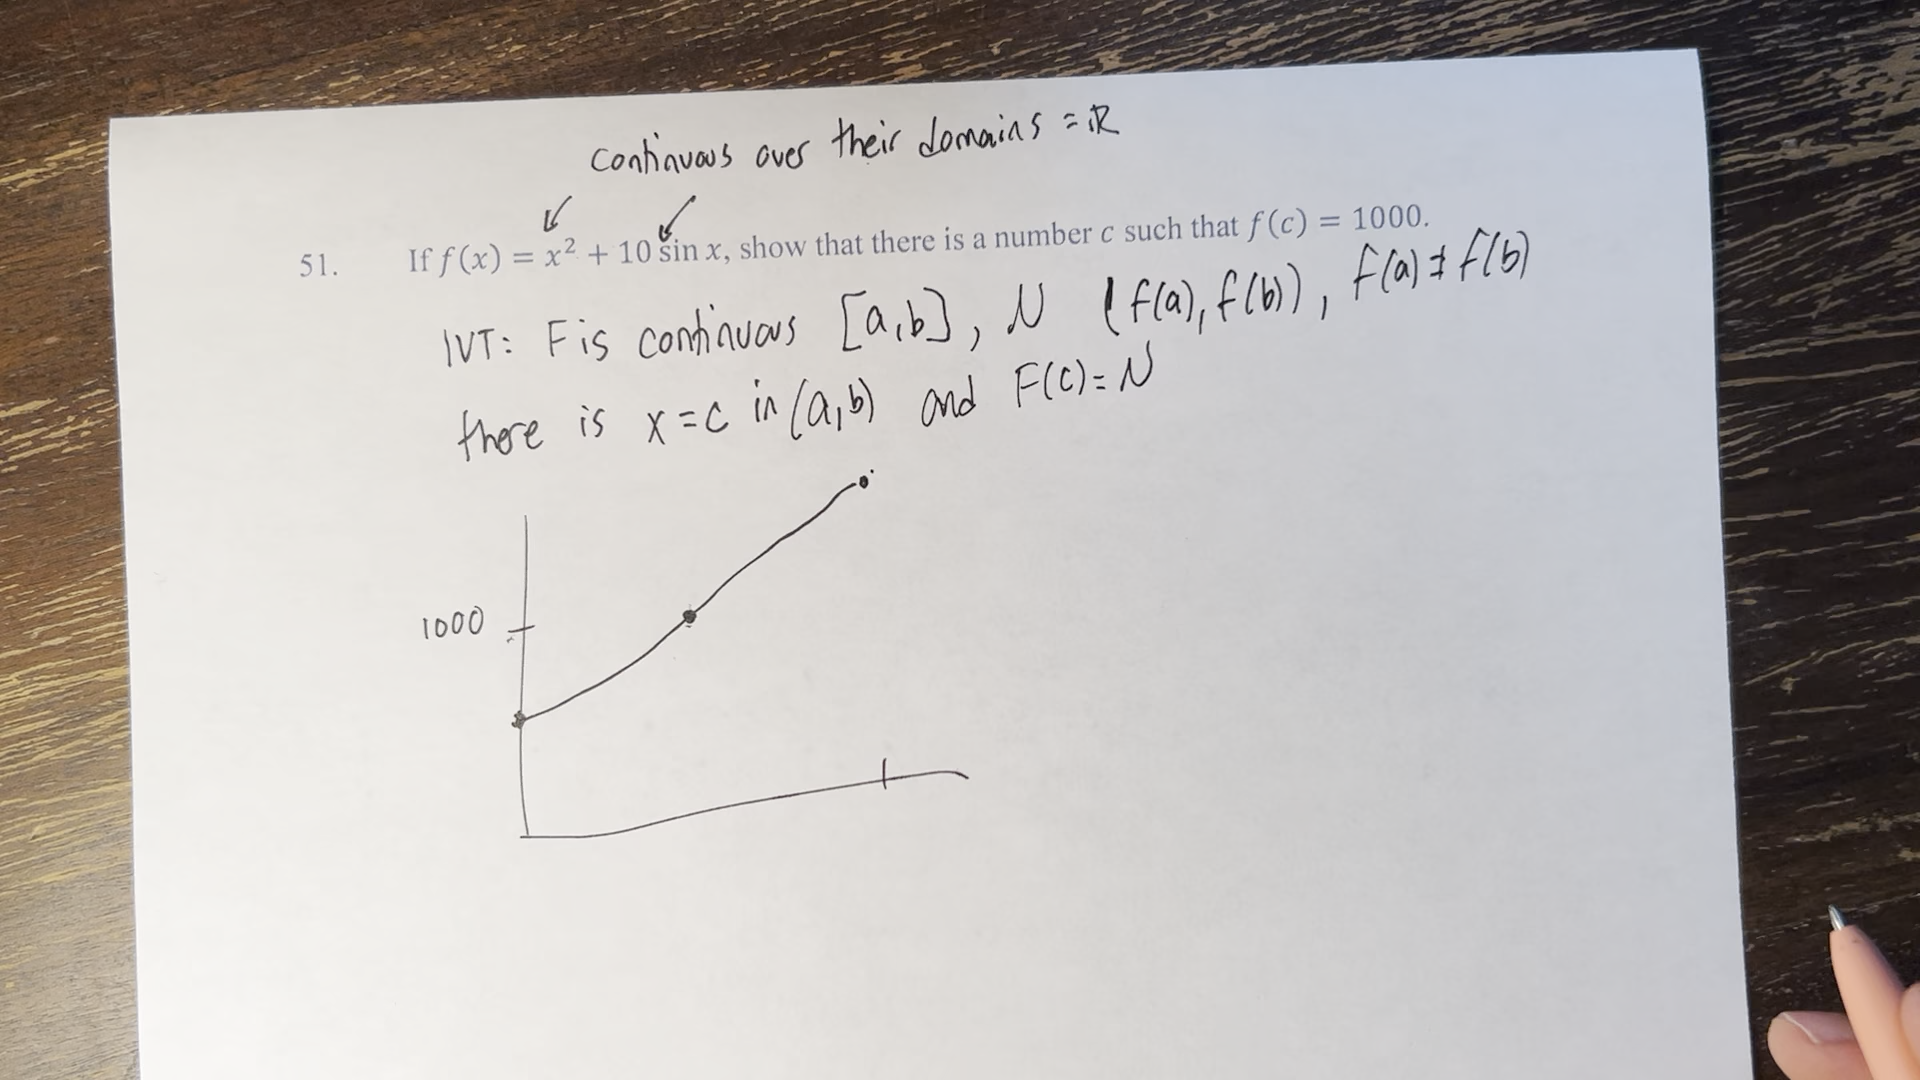 continuous over their domains = ℝ
51. If f(x) = x² + 10 sin x, show that there is a number c such that f(c) = 1000.
IVT: F is continuous [a,b], N (f(a), f(b)), f(a) ≠ f(b)
there is x = c in (a,b) and F(c) = N
1000